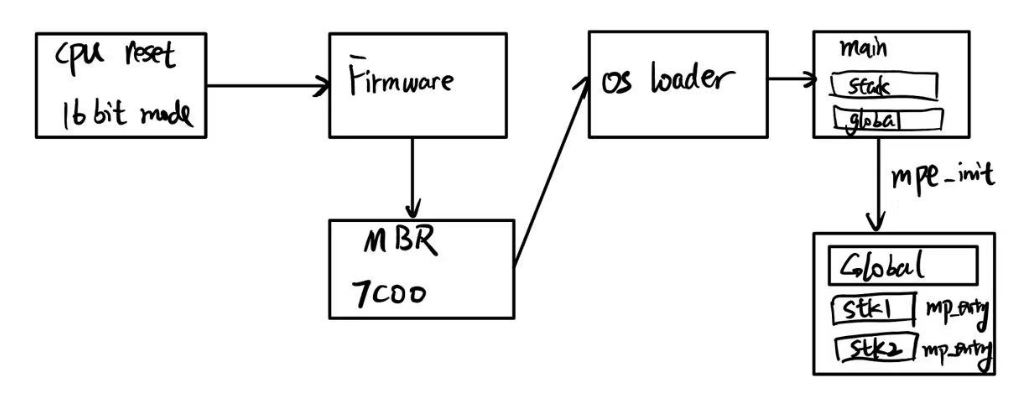 CPU reset
16 bit mode
Firmware
MBR
7C00
OS loader
main
stack
global
mpe_init
Global
stk1 mp_entry
stk2 mp_entry